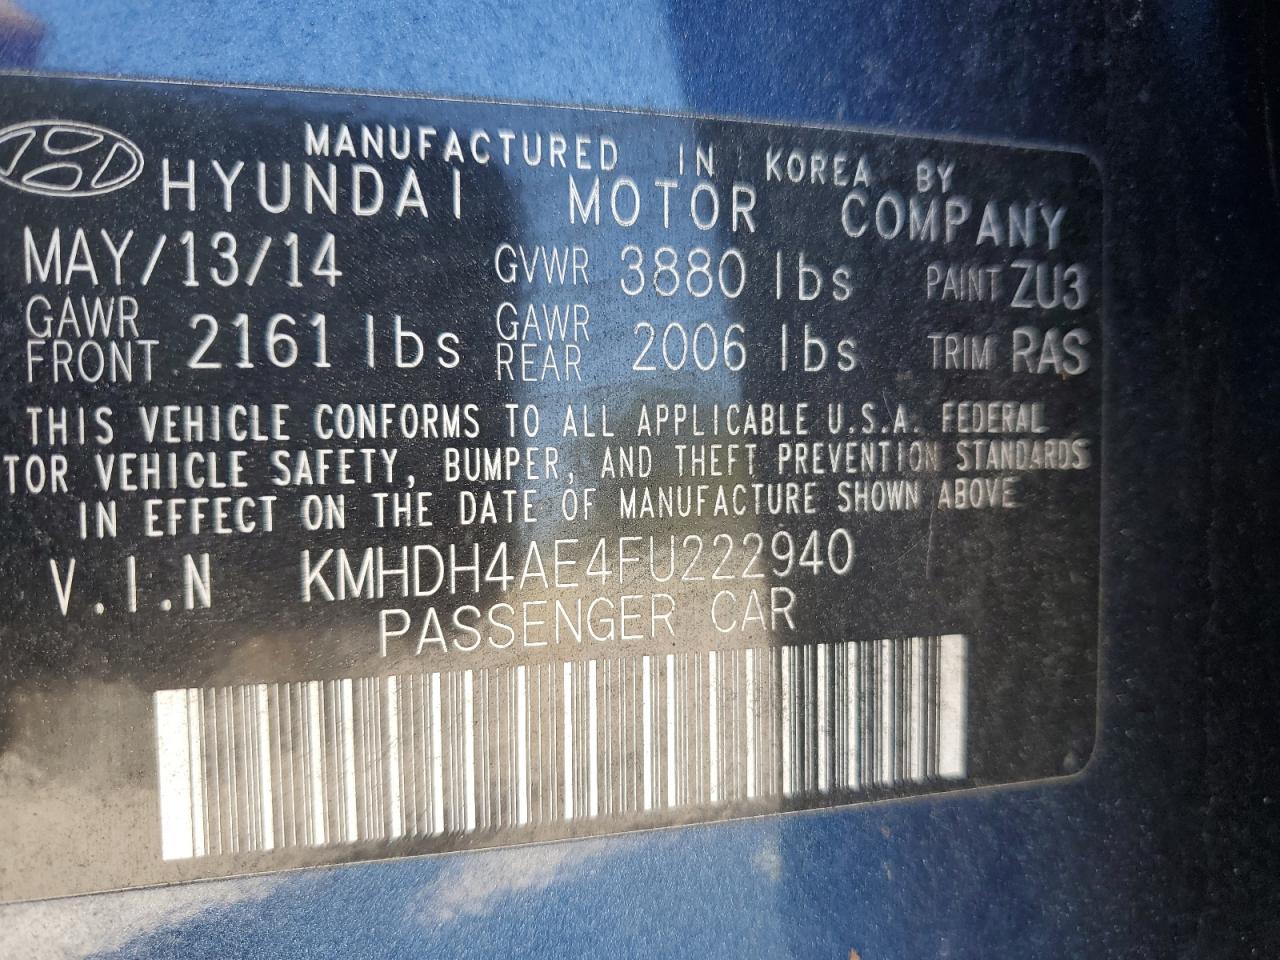 MANUFACTURED IN KOREA BY
HYUNDAI MOTOR COMPANY
MAY/13/14 GVWR 3880 lbs PAINT ZU3
GAWR FRONT 2161 lbs GAWR REAR 2006 lbs TRIM RAS
THIS VEHICLE CONFORMS TO ALL APPLICABLE U.S.A. FEDERAL
TOR VEHICLE SAFETY, BUMPER, AND THEFT PREVENTION STANDARDS
IN EFFECT ON THE DATE OF MANUFACTURE SHOWN ABOVE
V.I.N KMHDH4AE4FU222940
PASSENGER CAR